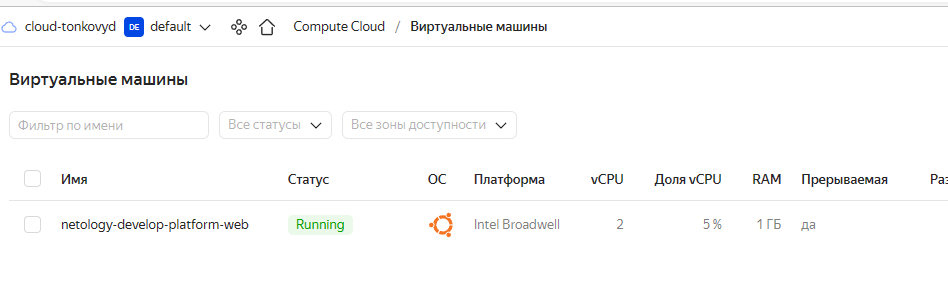 cloud-tonkovyd DE default Compute Cloud / Виртуальные машины
Виртуальные машины
Фильтр по имени Все статусы Все зоны доступности
Имя Статус ОС Платформа vCPU Доля vCPU RAM Прерываемая Раз
netology-develop-platform-web Running Intel Broadwell 2 5 % 1 ГБ да